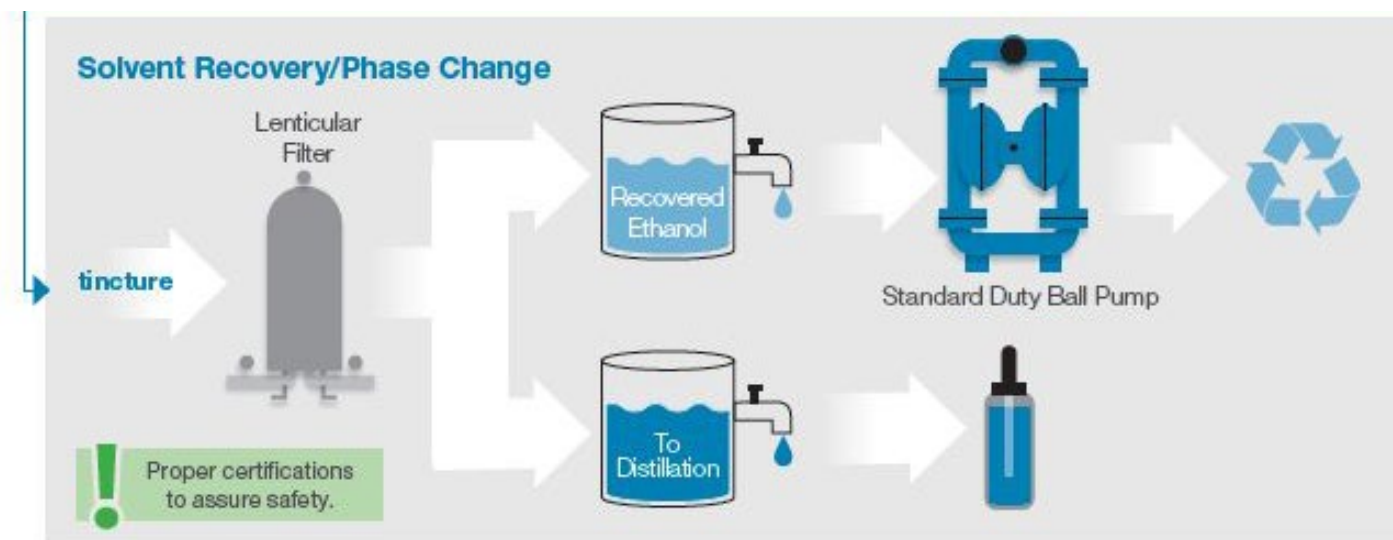 Solvent Recovery/Phase Change
Lenticular
Filter
tincture
Recovered
Ethanol
Standard Duty Ball Pump
To
Distillation
Proper certifications
to assure safety.